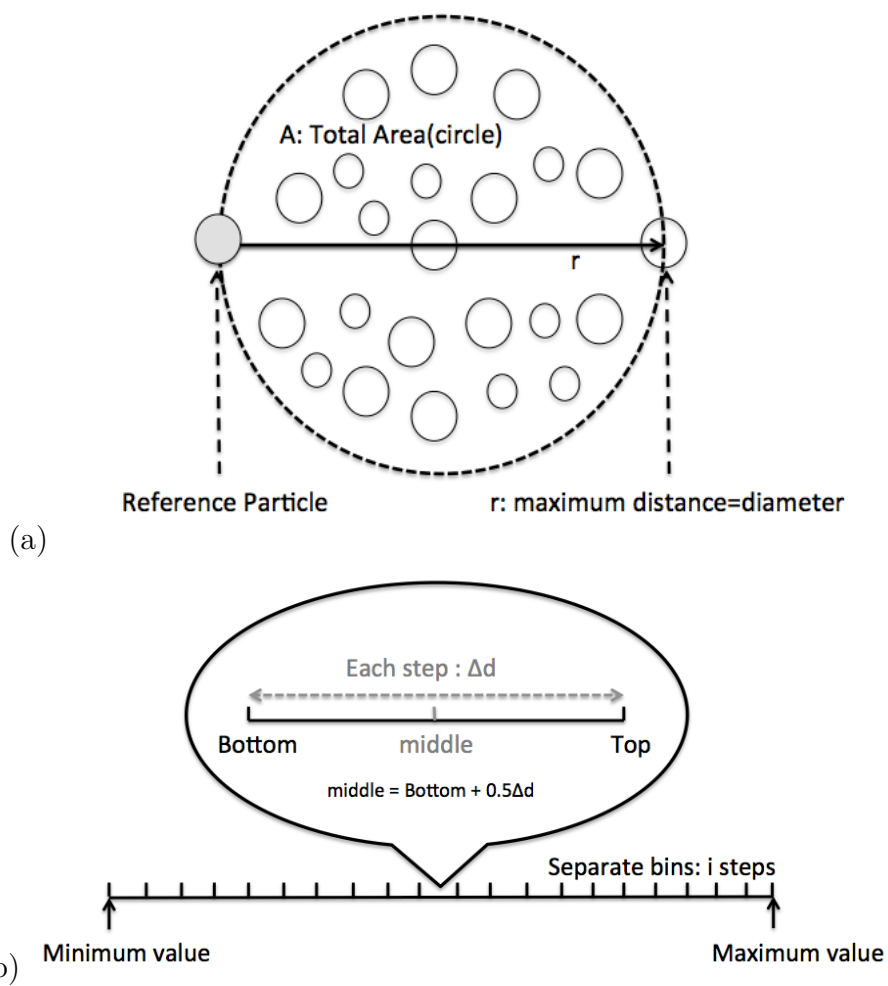 A: Total Area(circle)
r
Reference Particle
r: maximum distance=diameter
(a)
Each step : Δd
Bottom
middle
Top
middle = Bottom + 0.5Δd
Separate bins: i steps
Minimum value
Maximum value